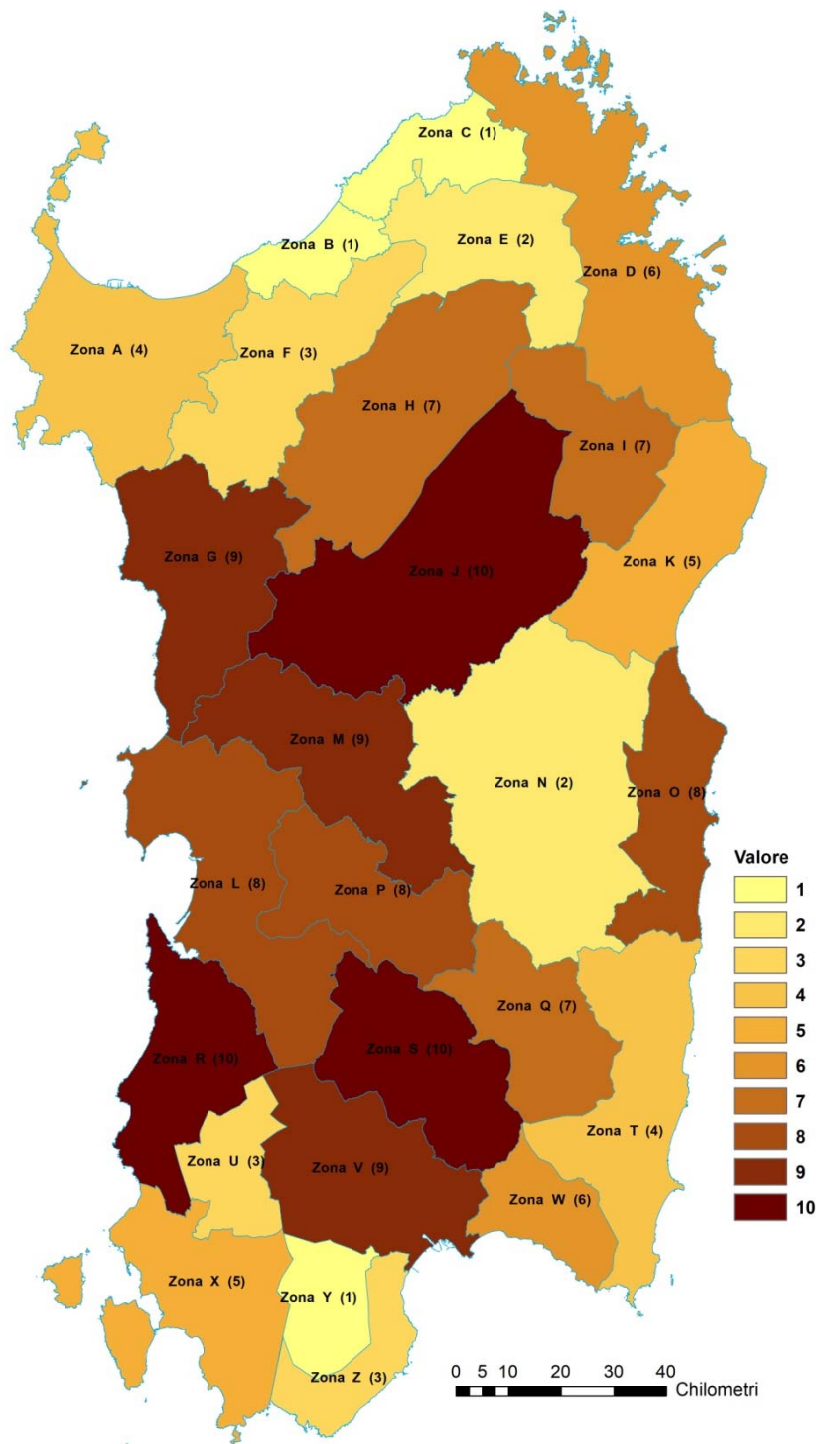 Zona C (1)
Zona B (1)
Zona E (2)
Zona D (6)
Zona A (4)
Zona F (3)
Zona H (7)
Zona I (7)
Zona G (9)
Zona J (10)
Zona K (5)
Zona M (9)
Zona N (2)
Zona O (8)
Zona L (8)
Zona P (8)
Zona Q (7)
Zona R (10)
Zona S (10)
Zona T (4)
Zona U (3)
Zona V (9)
Zona W (6)
Zona X (5)
Zona Y (1)
Zona Z (3)
Valore
1
2
3
4
5
6
7
8
9
10
0 5 10 20 30 40
Chilometri